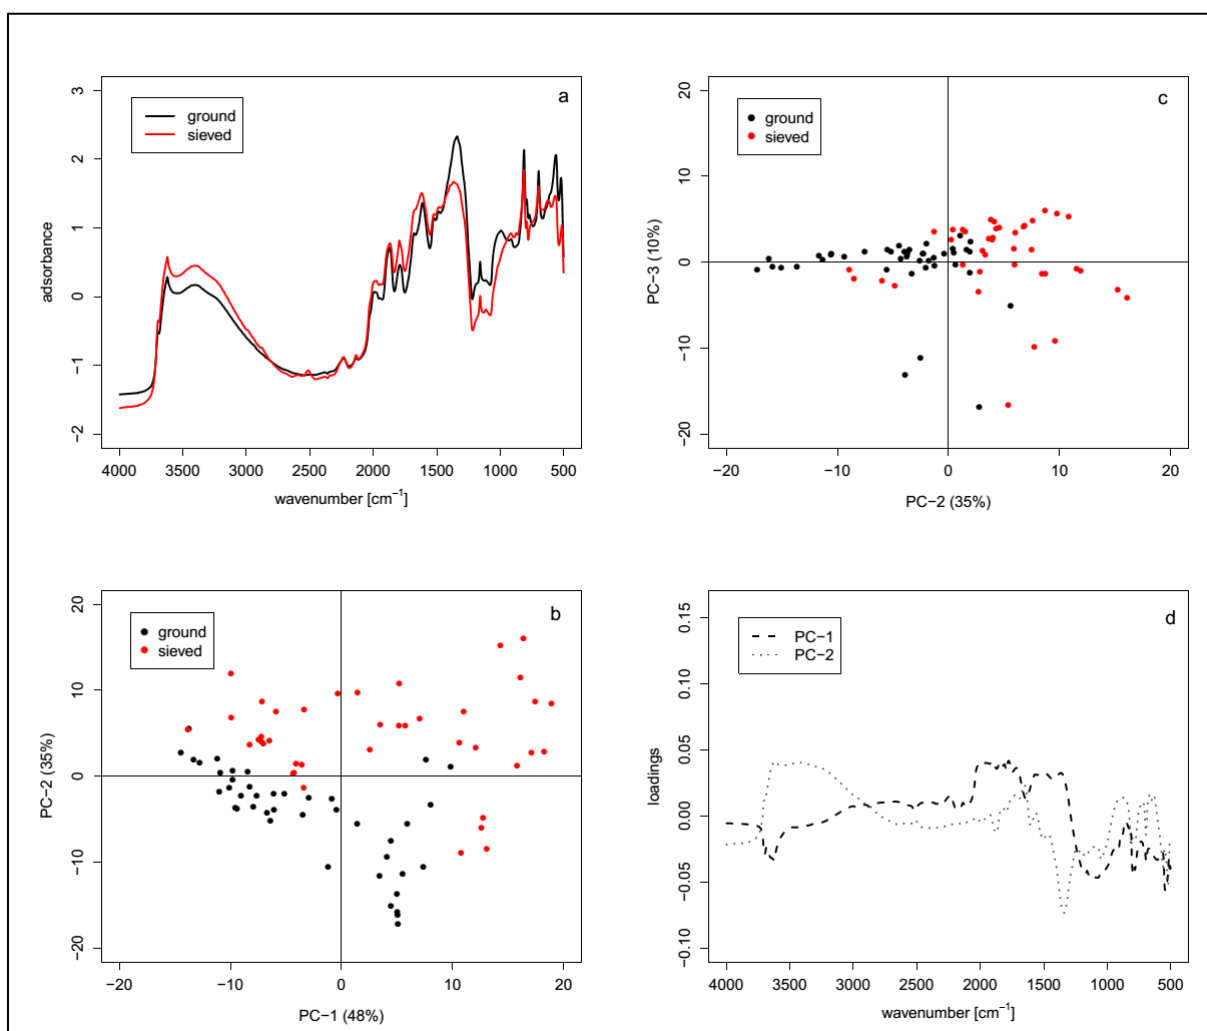 a
ground
sieved
3
2
1
0
−1
−2
adsorbance
4000
3500
3000
2500
2000
1500
1000
500
wavenumber [cm⁻¹]
c
ground
sieved
20
10
0
−10
−20
PC−3 (10%)
−20
−10
0
10
20
PC−2 (35%)
b
ground
sieved
20
10
0
−10
−20
PC−2 (35%)
−20
−10
0
10
20
PC−1 (48%)
d
PC−1
PC−2
0.15
0.10
0.05
0.00
−0.05
−0.10
loadings
4000
3500
3000
2500
2000
1500
1000
500
wavenumber [cm⁻¹]